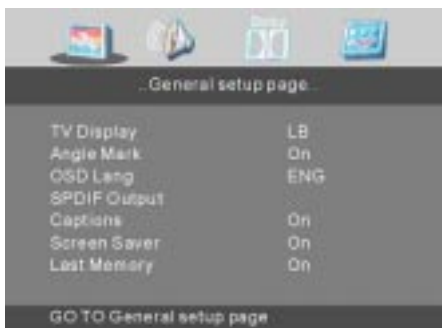 ..General setup page..
TV Display LB
Angle Mark On
OSD Lang ENG
SPDIF Output
Captions On
Screen Saver On
Last Memory On
GO TO General setup page